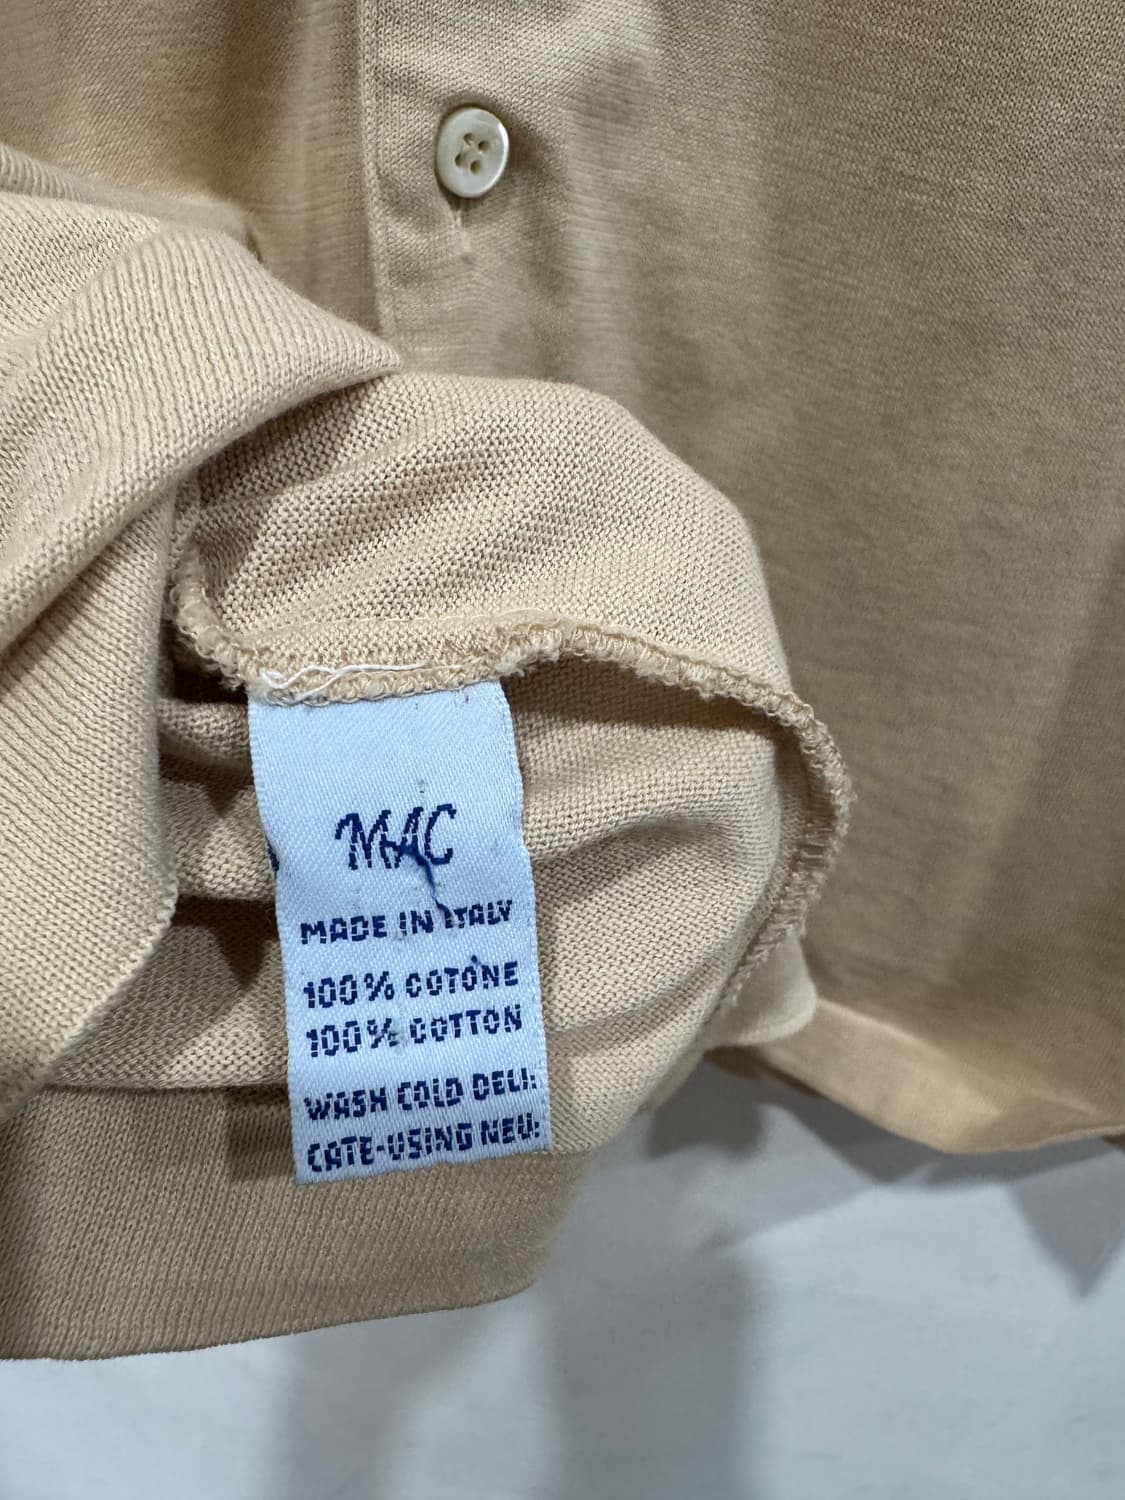 MAC
MADE IN ITALY
100% COTONE
100% COTTON
WASH COLD DELI:
CATE-USING NEU: